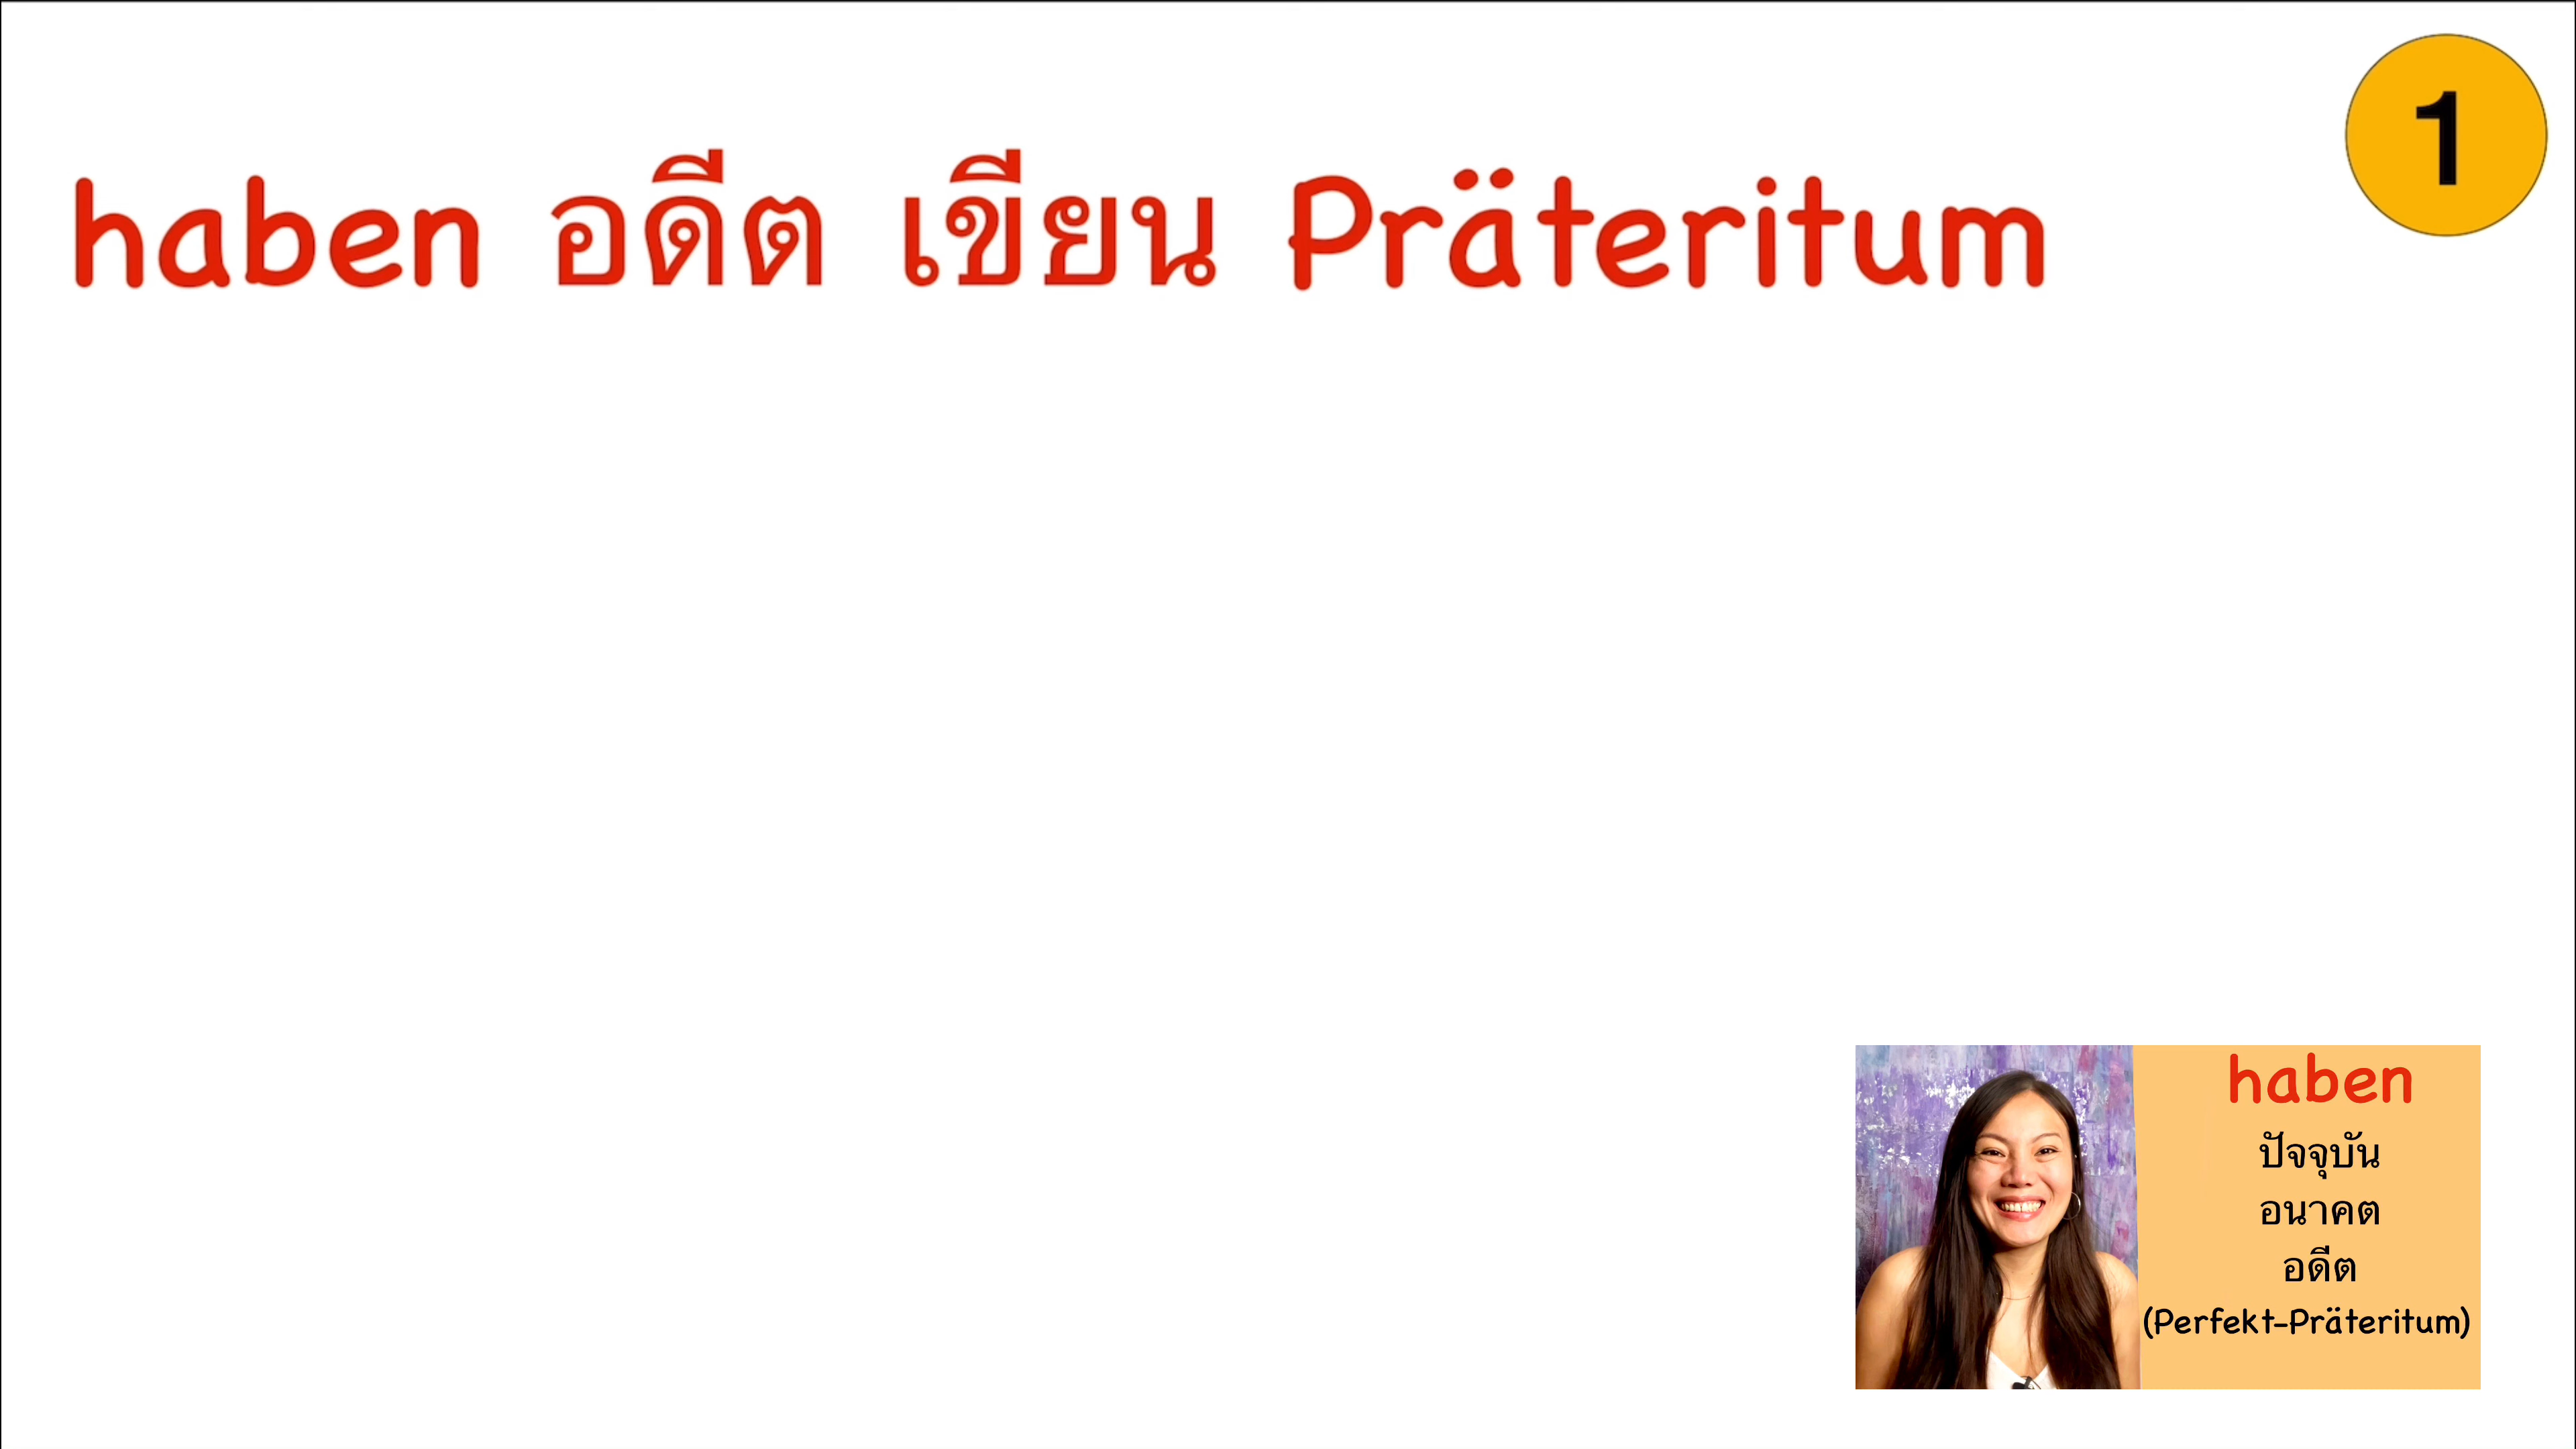 1
haben อดีต เขียน Präteritum
haben
ปัจจุบัน
อนาคต
อดีต
(Perfekt-Präteritum)